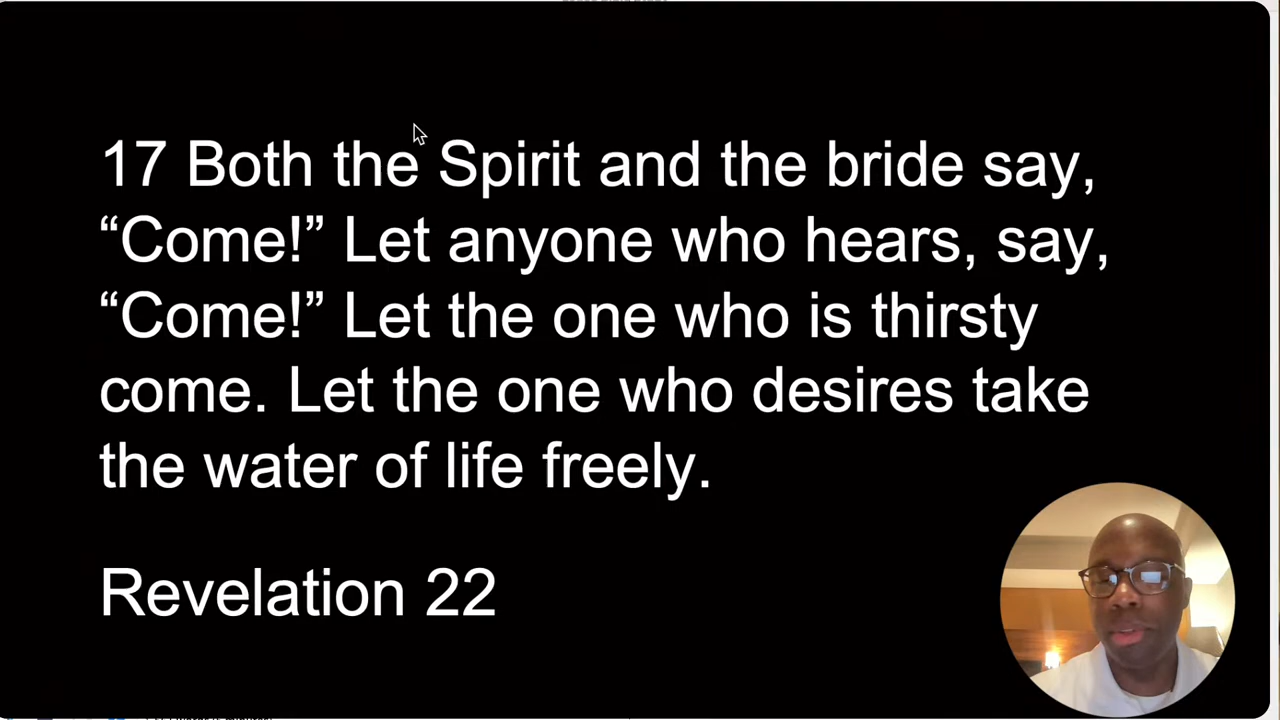 17 Both the Spirit and the bride say,
“Come!” Let anyone who hears, say,
“Come!” Let the one who is thirsty
come. Let the one who desires take
the water of life freely.
Revelation 22